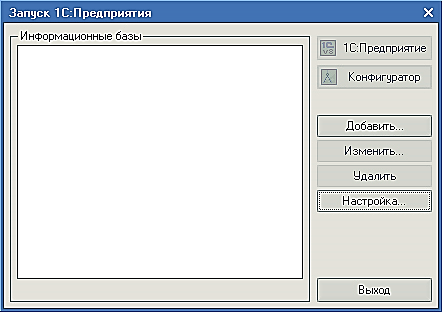 Запуск 1С:Предприятия
Информационные базы
1С:Предприятие
Конфигуратор
Добавить...
Изменить...
Удалить
Настройка...
Выход